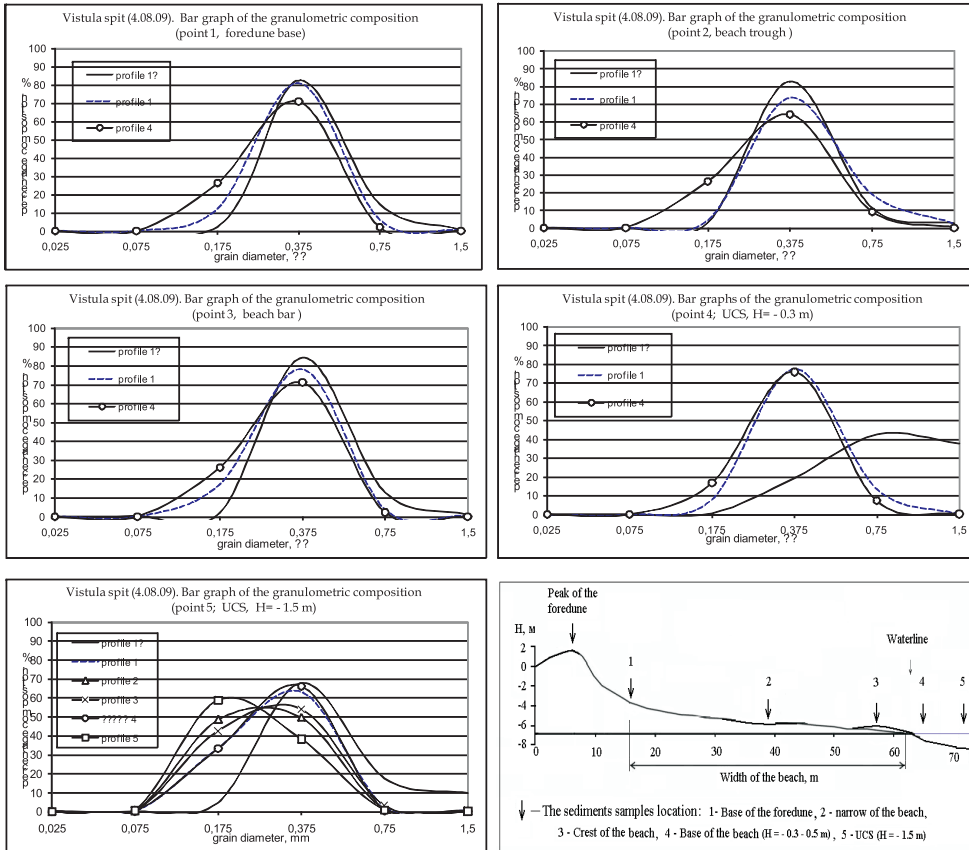 Vistula spit (4.08.09). Bar graph of the granulometric composition
(point 1, foredune base)
100
90
80
70
60
50
40
30
20
10
0
profile 1?
profile 1
profile 4
0,025 0,075 0,175 0,375 0,75 1,5
grain diameter, ??
Vistula spit (4.08.09). Bar graph of the granulometric composition
(point 2, beach trough )
100
90
80
70
60
50
40
30
20
10
0
profile 1?
profile 1
profile 4
0,025 0,075 0,175 0,375 0,75 1,5
grain diameter, ??
Vistula spit (4.08.09). Bar graph of the granulometric composition
(point 3, beach bar )
100
90
80
70
60
50
40
30
20
10
0
profile 1?
profile 1
profile 4
0,025 0,075 0,175 0,375 0,75 1,5
grain diameter, ??
Vistula spit (4.08.09). Bar graphs of the granulometric composition
(point 4; UCS, H= - 0.3 m)
100
90
80
70
60
50
40
30
20
10
0
profile 1?
profile 1
profile 4
0,025 0,075 0,175 0,375 0,75 1,5
grain diameter, ??
Vistula spit (4.08.09). Bar graph of the granulometric composition
(point 5; UCS, H= - 1.5 m)
100
90
80
70
60
50
40
30
20
10
0
profile 1?
profile 1
profile 2
profile 3
????? 4
profile 5
0,025 0,075 0,175 0,375 0,75 1,5
grain diameter, mm
Peak of the
foredune
H, м
Waterline
2
0
-2
-4
-6
-8
1
2
3
4
5
0 10 20 30 40 50 60 70
Width of the beach, m
— The sediments samples location: 1- Base of the foredune, 2 - narrow of the beach,
3 - Crest of the beach, 4 - Base of the beach (H = - 0.3 - 0.5 m), 5 - UCS (H = - 1.5 m)